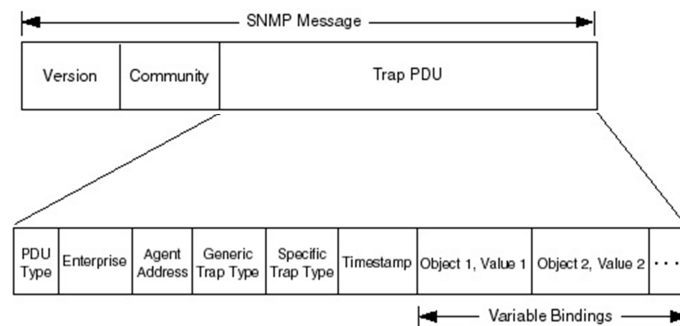 SNMP Message
Version
Community
Trap PDU
PDU
Type
Enterprise
Agent
Address
Generic
Trap Type
Specific
Trap Type
Timestamp
Object 1, Value 1
Object 2, Value 2
...
Variable Bindings